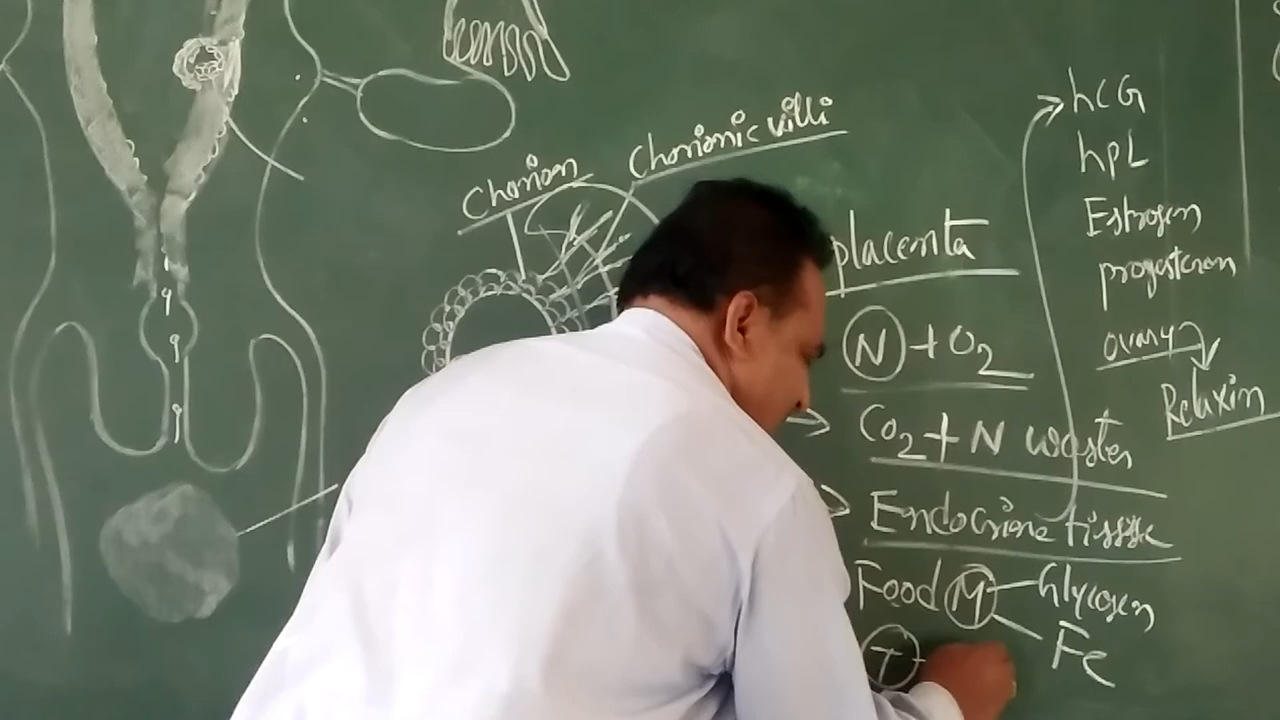 Chorion
Chorionic villi
placenta
N + O2
CO2 + N wastes
Endocrine tissue
Food M Glycogen
Fe
T
hCG
hpL
Estrogen
progesteron
ovary
Relaxin